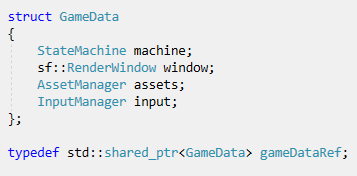 struct GameData
{
StateMachine machine;
sf::RenderWindow window;
AssetManager assets;
InputManager input;
};
typedef std::shared_ptr<GameData> gameDataRef;